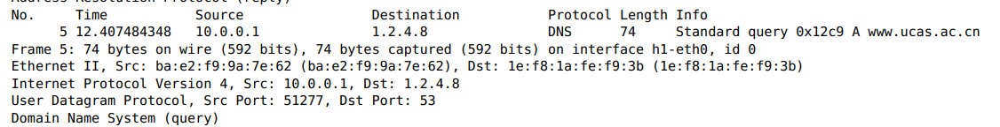 Address Resolution Protocol (reply)
No.     Time           Source                Destination           Protocol Length Info
      5 12.407484348   10.0.0.1              1.2.4.8               DNS      74     Standard query 0x12c9 A www.ucas.ac.cn
Frame 5: 74 bytes on wire (592 bits), 74 bytes captured (592 bits) on interface h1-eth0, id 0
Ethernet II, Src: ba:e2:f9:9a:7e:62 (ba:e2:f9:9a:7e:62), Dst: 1e:f8:1a:fe:f9:3b (1e:f8:1a:fe:f9:3b)
Internet Protocol Version 4, Src: 10.0.0.1, Dst: 1.2.4.8
User Datagram Protocol, Src Port: 51277, Dst Port: 53
Domain Name System (query)